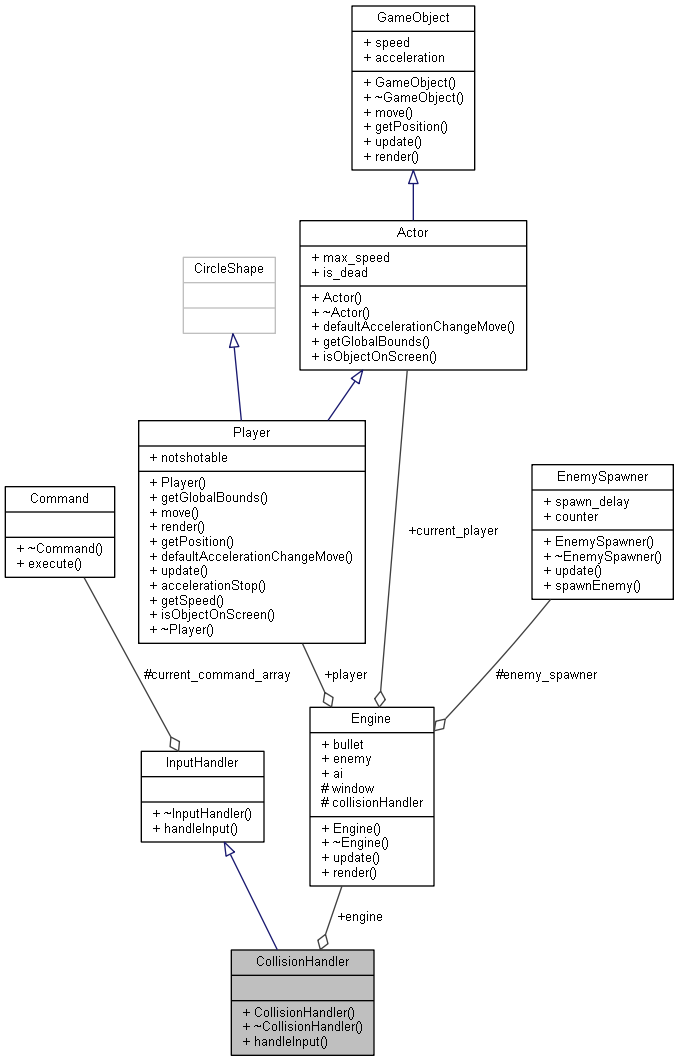 GameObject
+ speed
+ acceleration
+ GameObject()
+ ~GameObject()
+ move()
+ getPosition()
+ update()
+ render()
Actor
+ max_speed
+ is_dead
+ Actor()
+ ~Actor()
+ defaultAccelerationChangeMove()
+ getGlobalBounds()
+ isObjectOnScreen()
CircleShape
Player
+ notshotable
+ Player()
+ getGlobalBounds()
+ move()
+ render()
+ getPosition()
+ defaultAccelerationChangeMove()
+ update()
+ accelerationStop()
+ getSpeed()
+ isObjectOnScreen()
+ ~Player()
Command
+ ~Command()
+ execute()
+current_player
EnemySpawner
+ spawn_delay
+ counter
+ EnemySpawner()
+ ~EnemySpawner()
+ update()
+ spawnEnemy()
#current_command_array
+player
#enemy_spawner
InputHandler
+ ~InputHandler()
+ handleInput()
Engine
+ bullet
+ enemy
+ ai
# window
# collisionHandler
+ Engine()
+ ~Engine()
+ update()
+ render()
+engine
CollisionHandler
+ CollisionHandler()
+ ~CollisionHandler()
+ handleInput()